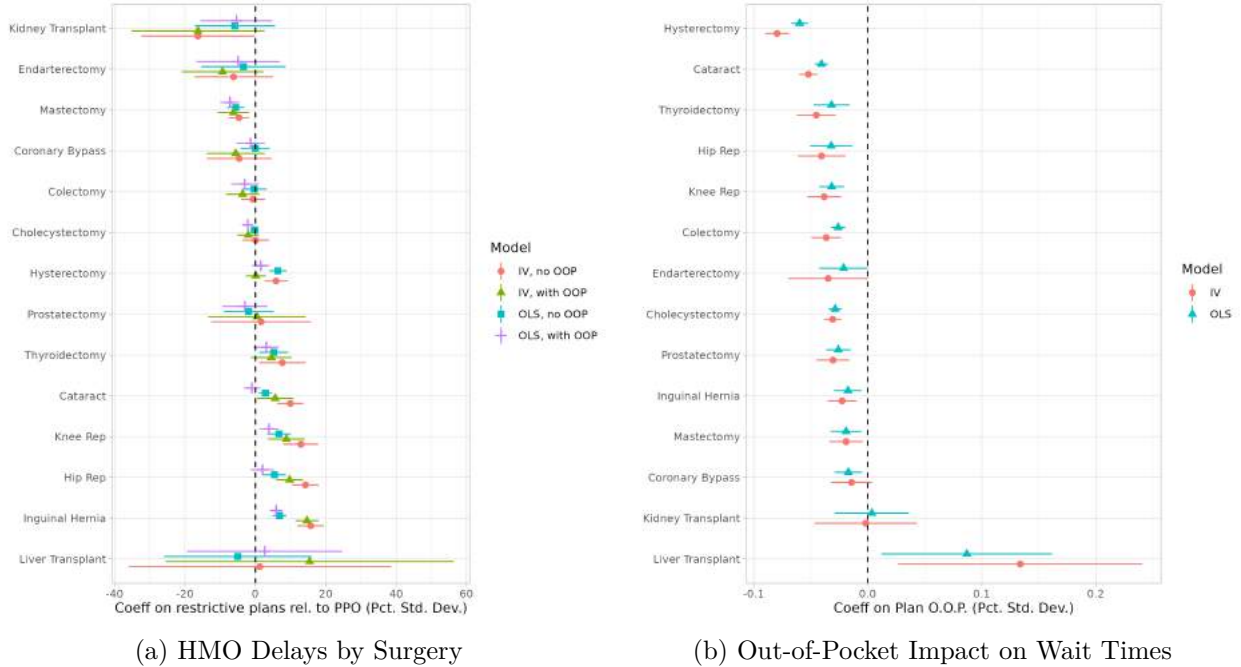 Kidney Transplant
Endarterectomy
Mastectomy
Coronary Bypass
Colectomy
Cholecystectomy
Hysterectomy
Prostatectomy
Thyroidectomy
Cataract
Knee Rep
Hip Rep
Inguinal Hernia
Liver Transplant
-40 -20 0 20 40 60
Coeff on restrictive plans rel. to PPO (Pct. Std. Dev.)
Model
IV, no OOP
IV, with OOP
OLS, no OOP
OLS, with OOP
(a) HMO Delays by Surgery
Hysterectomy
Cataract
Thyroidectomy
Hip Rep
Knee Rep
Colectomy
Endarterectomy
Cholecystectomy
Prostatectomy
Inguinal Hernia
Mastectomy
Coronary Bypass
Kidney Transplant
Liver Transplant
-0.1 0.0 0.1 0.2
Coeff on Plan O.O.P. (Pct. Std. Dev.)
Model
IV
OLS
(b) Out-of-Pocket Impact on Wait Times